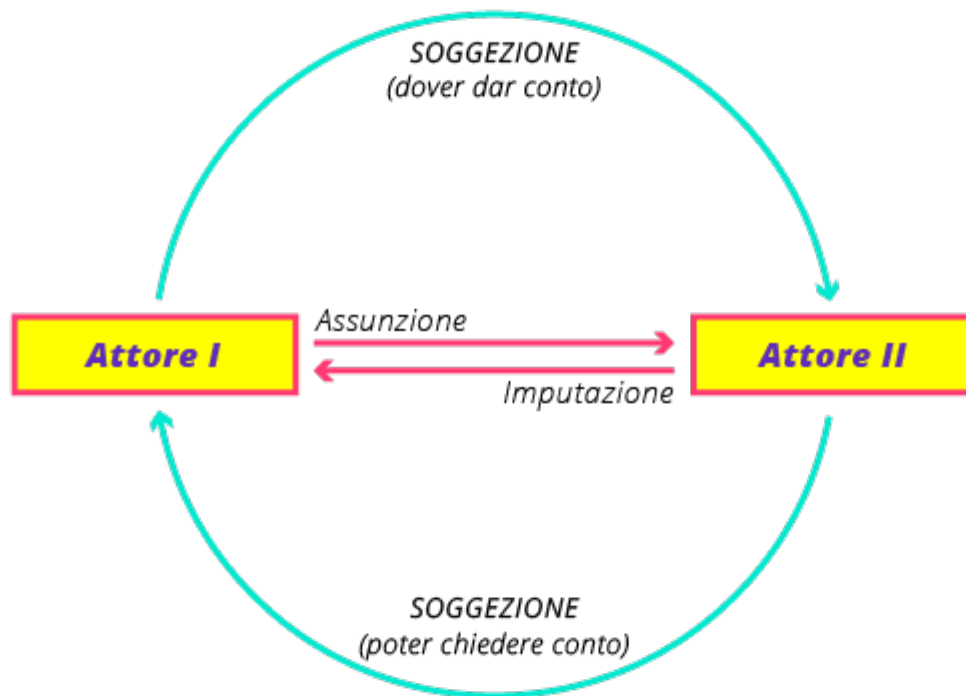 SOGGEZIONE
(dover dar conto)
Assunzione
Attore I
Attore II
Imputazione
SOGGEZIONE
(poter chiedere conto)